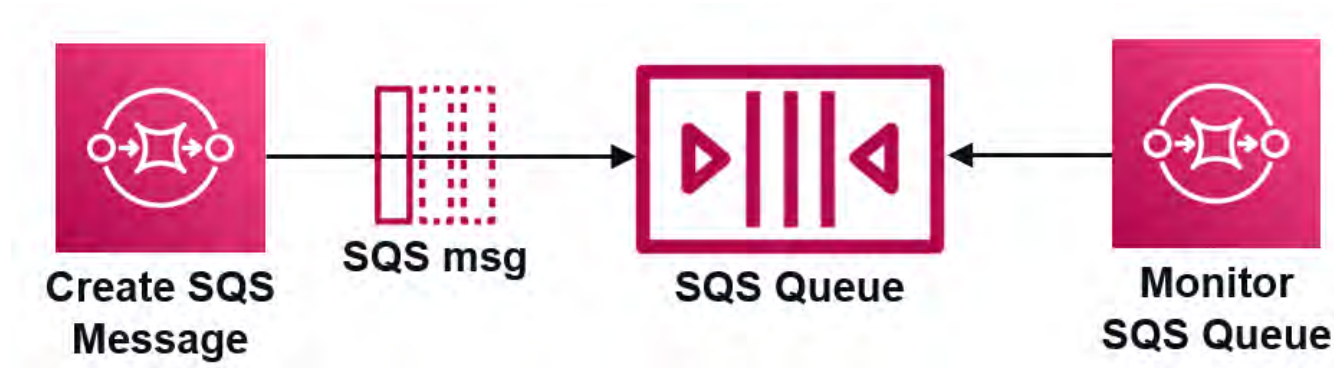 Create SQS
Message
SQS msg
SQS Queue
Monitor
SQS Queue